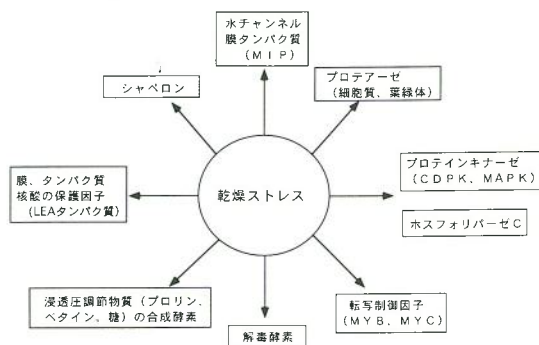 水チャンネル
膜タンパク質
(MIP)
シャペロン
プロテアーゼ
(細胞質、葉緑体)
膜、タンパク質
核酸の保護因子
(LEAタンパク質)
乾燥ストレス
プロテインキナーゼ
(CDPK、MAPK)
ホスフォリパーゼC
浸透圧調節物質(プロリン、
ベタイン、糖)の合成酵素
解毒酵素
転写制御因子
(MYB、MYC)